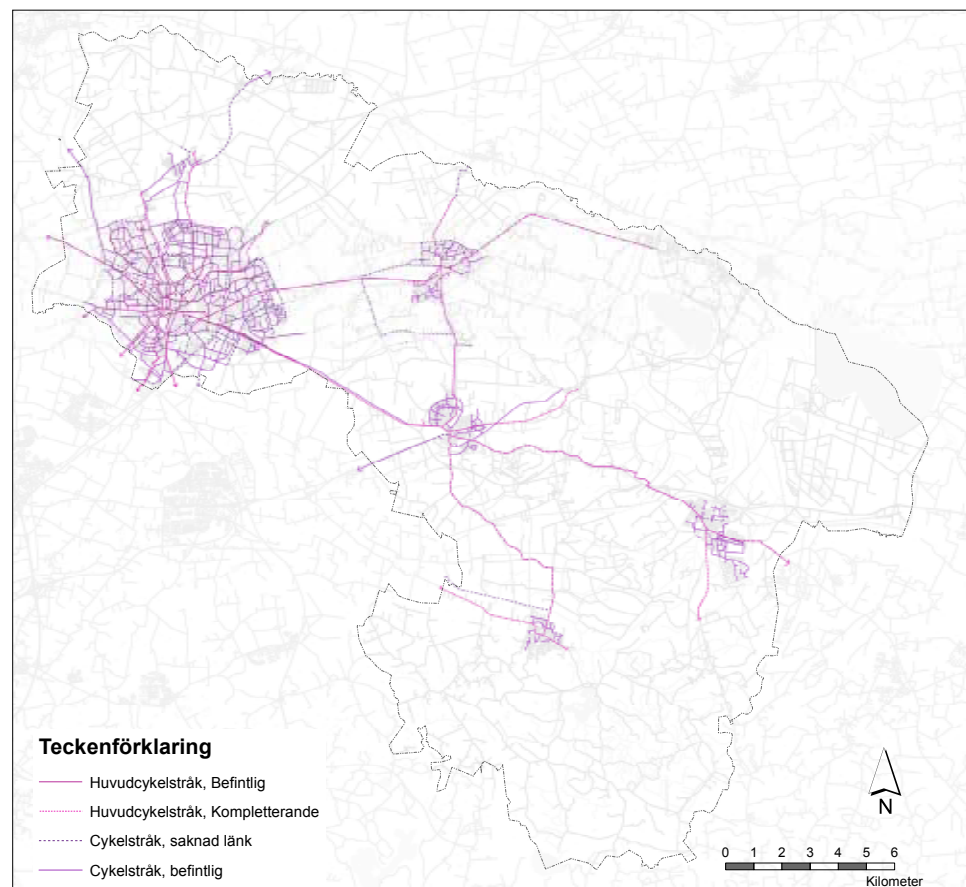 Teckenförklaring
Huvudcykelstråk, Befintlig
Huvudcykelstråk, Kompletterande
Cykelstråk, saknad länk
Cykelstråk, befintlig
N
0 1 2 3 4 5 6
Kilometer